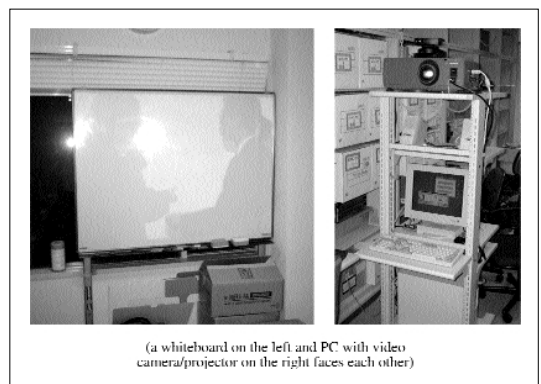 (a whiteboard on the left and PC with video
camera/projector on the right faces each other)